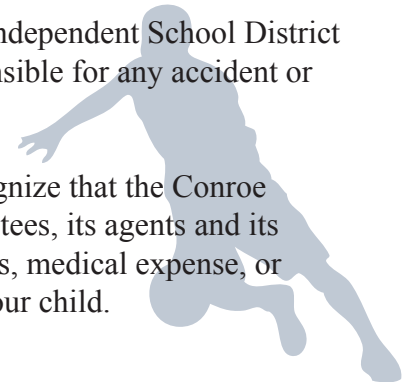 ndependent School District
nsible for any accident or
gnize that the Conroe
tees, its agents and its
s, medical expense, or
our child.